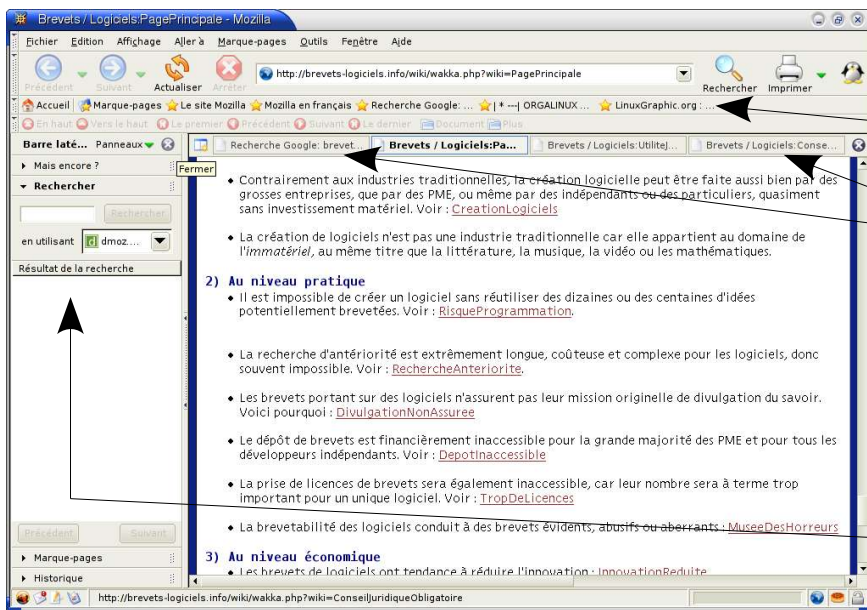 Brevets / Logiciels:PagePrincipale - Mozilla
Fichier Edition Affichage Aller à Marque-pages Outils Fenêtre Aide
Précédent Suivant Actualiser Arrêter http://brevets-logiciels.info/wiki/wakka.php?wiki=PagePrincipale Rechercher Imprimer
Accueil Marque-pages Le site Mozilla Mozilla en français Recherche Google: ... | * ---| ORGALINUX ... LinuxGraphic.org : ...
En haut Vers le haut Le premier Précédent Suivant Le dernier Document Plus
Barre laté... Panneaux Recherche Google: brevet... Brevets / Logiciels:Pa... Brevets / Logiciels:UtiliteJ... Brevets / Logiciels:Conse...
Mais encore ?
Fermer
Rechercher
Rechercher
en utilisant dmoz....
Résultat de la recherche
Contrairement aux industries traditionnelles, la création logicielle peut être faite aussi bien par des
grosses entreprises, que par des PME, ou même par des indépendants ou des particuliers, quasiment
sans investissement matériel. Voir : CreationLogiciels
La création de logiciels n'est pas une industrie traditionnelle car elle appartient au domaine de
l'immatériel, au même titre que la littérature, la musique, la vidéo ou les mathématiques.
2) Au niveau pratique
Il est impossible de créer un logiciel sans réutiliser des dizaines ou des centaines d'idées
potentiellement brevetées. Voir : RisqueProgrammation.
La recherche d'antériorité est extrêmement longue, coûteuse et complexe pour les logiciels, donc
souvent impossible. Voir : RechercheAnteriorite.
Les brevets portant sur des logiciels n'assurent pas leur mission originelle de divulgation du savoir.
Voici pourquoi : DivulgationNonAssuree
Le dépôt de brevets est financièrement inaccessible pour la grande majorité des PME et pour tous les
développeurs indépendants. Voir : DepotInaccessible
La prise de licences de brevets sera également inaccessible, car leur nombre sera à terme trop
important pour un unique logiciel. Voir : TropDeLicences
La brevetabilité des logiciels conduit à des brevets évidents, abusifs ou aberrants : MuseeDesHorreurs
3) Au niveau économique
Les brevets de logiciels ont tendance à réduire l'innovation : InnovationReduite
Précédent Suivant
Marque-pages
Historique
http://brevets-logiciels.info/wiki/wakka.php?wiki=ConseilJuridiqueObligatoire